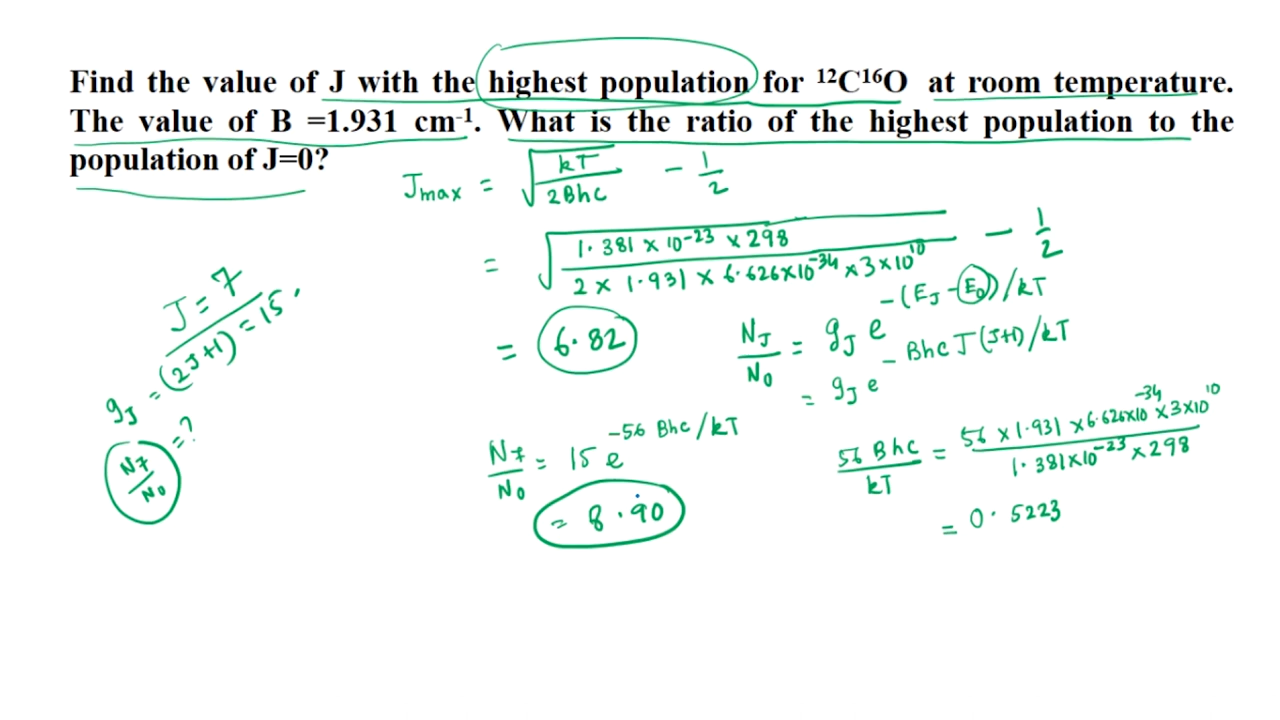 Find the value of J with the highest population for ¹²C¹⁶O at room temperature.
The value of B =1.931 cm⁻¹. What is the ratio of the highest population to the
population of J=0?
Jmax = √(kT / 2Bhc) - 1/2
= √(1.381 × 10⁻²³ × 298 / 2 × 1.931 × 6.626×10⁻³⁴ × 3×10¹⁰) - 1/2
= 6.82
J = 7
gJ = (2J+1) = 15.
N7/N0 = ?
NJ/N0 = gJ e^-(EJ - E0)/kT
= gJ e^-BhcJ(J+1)/kT
N7/N0 = 15 e^-56 Bhc/kT
= 8.90
56 Bhc/kT = 56 × 1.931 × 6.626×10⁻³⁴ × 3×10¹⁰ / 1.381×10⁻²³ × 298
= 0.5223